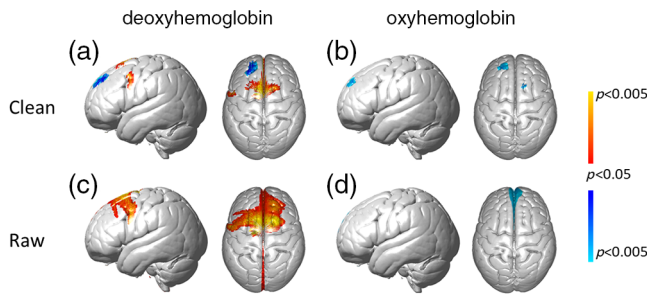 deoxyhemoglobin oxyhemoglobin
(a) (b)
Clean
p<0.005
p<0.05
(c) (d)
Raw
p<0.005